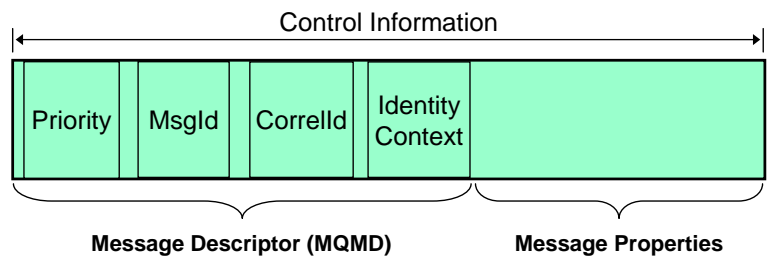 Control Information
Priority
MsgId
CorrelId
Identity
Context
Message Descriptor (MQMD)
Message Properties